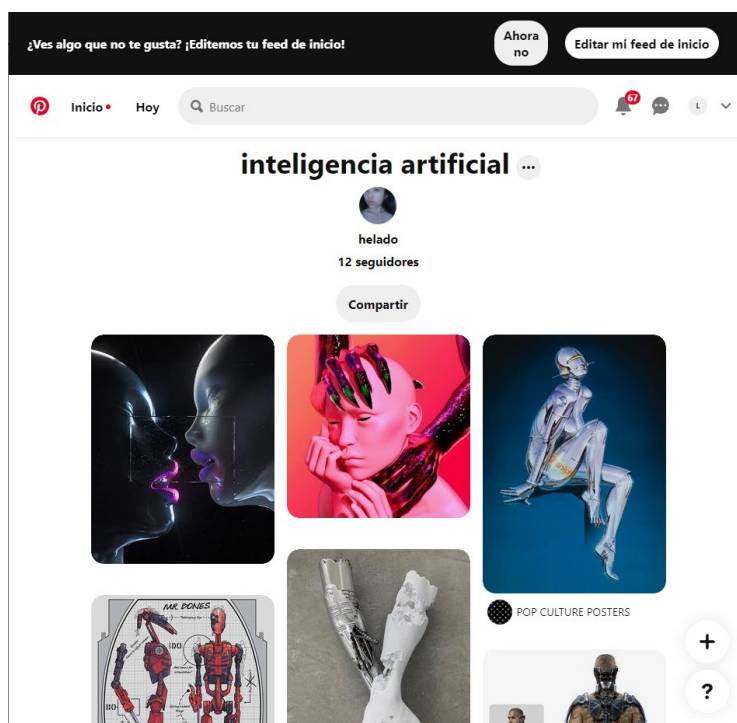 ¿Ves algo que no te gusta? ¡Editemos tu feed de inicio!
Ahora
no
Editar mi feed de inicio
Inicio
Hoy
Buscar
67
L
inteligencia artificial
helado
12 seguidores
Compartir
POP CULTURE POSTERS
MR. BONES
+
?